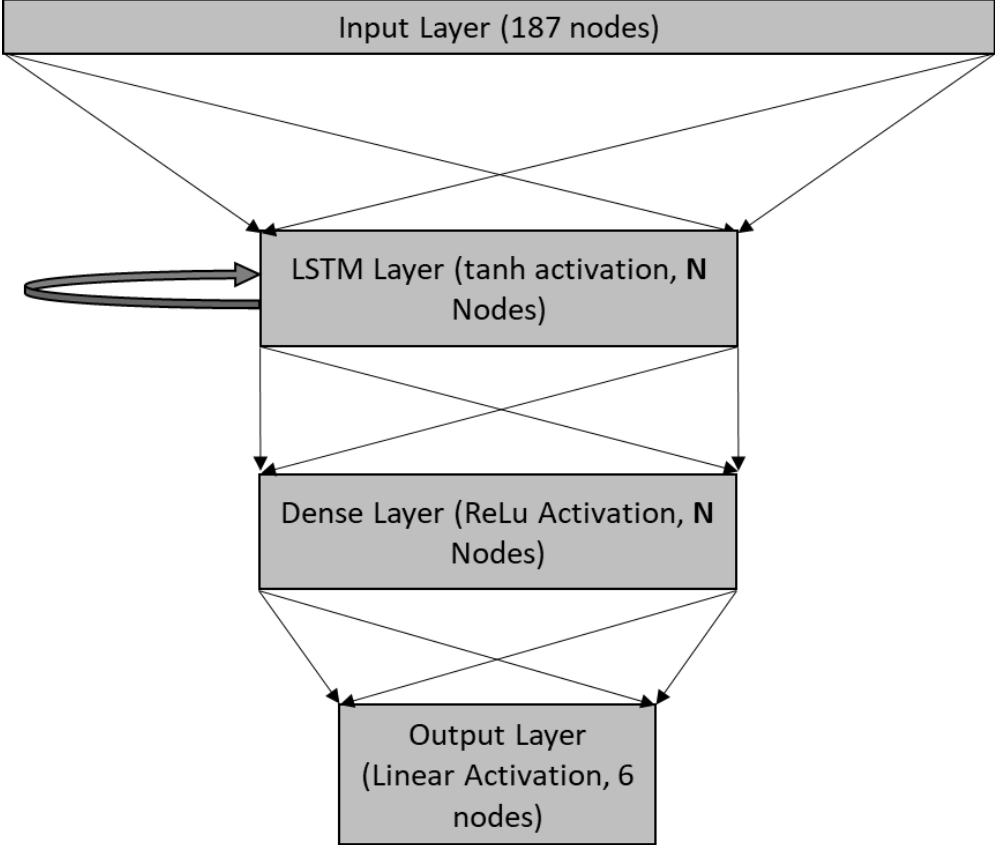 Input Layer (187 nodes)
LSTM Layer (tanh activation, N
Nodes)
Dense Layer (ReLu Activation, N
Nodes)
Output Layer
(Linear Activation, 6
nodes)